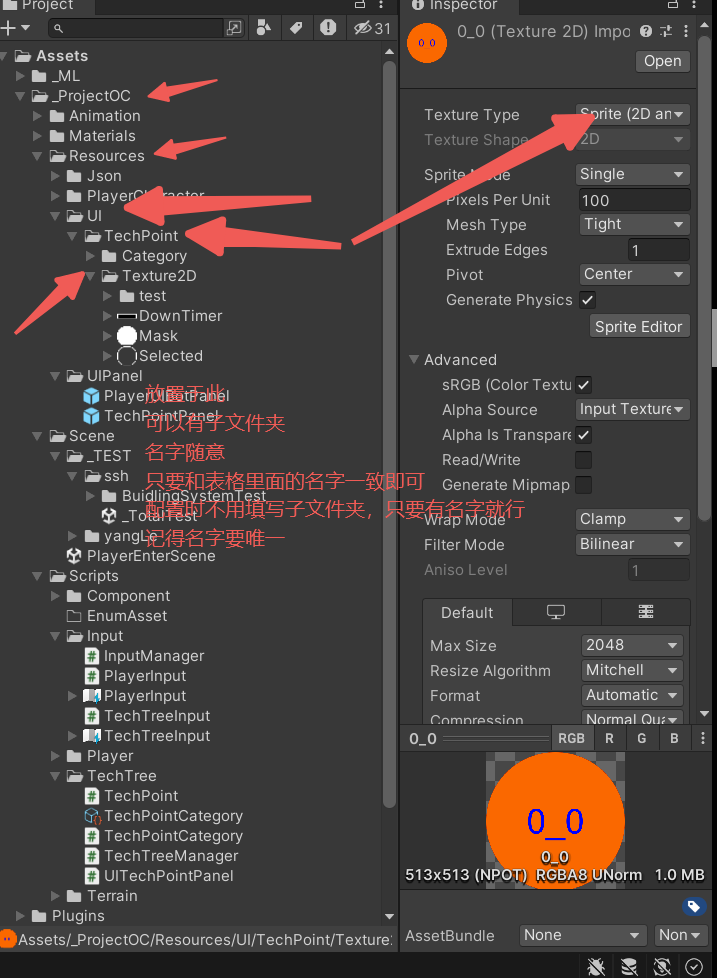 Project
Inspector
31
0_0 (Texture 2D) Impo
Open
Assets
_ML
_ProjectOC
Animation
Materials
Resources
Json
PlayerCharacter
UI
TechPoint
Category
Texture2D
test
DownTimer
Mask
Selected
UIPanel
TechPointPanel
Scene
_TEST
ssh
BuidlingSystemTest
_TotalTest
PlayerEnterScene
Scripts
Component
EnumAsset
Input
InputManager
PlayerInput
PlayerInput
TechTreeInput
TechTreeInput
Player
TechTree
TechPoint
TechPointCategory
TechPointCategory
TechTreeManager
UITechPointPanel
Terrain
Plugins
Assets/_ProjectOC/Resources/UI/TechPoint/Texture2
放置于此
可以有子文件夹
名字随意
只要和表格里面的名字一致即可
配置时不用填写子文件夹，只要有名字就行
记得名字要唯一
Texture Type
Sprite (2D an
Texture Shape
2D
Sprite Mode
Single
Pixels Per Unit
100
Mesh Type
Tight
Extrude Edges
1
Pivot
Center
Generate Physics
Sprite Editor
Advanced
sRGB (Color Textu
Alpha Source
Input Texture
Alpha Is Transpare
Read/Write
Generate Mipmap
Wrap Mode
Clamp
Filter Mode
Bilinear
Aniso Level
1
Default
Max Size
2048
Resize Algorithm
Mitchell
Format
Automatic
Compression
Normal Qua
0_0
RGB
R
G
B
0_0
0_0
513x513 (NPOT) RGBA8 UNorm 1.0 MB
AssetBundle
None
Non